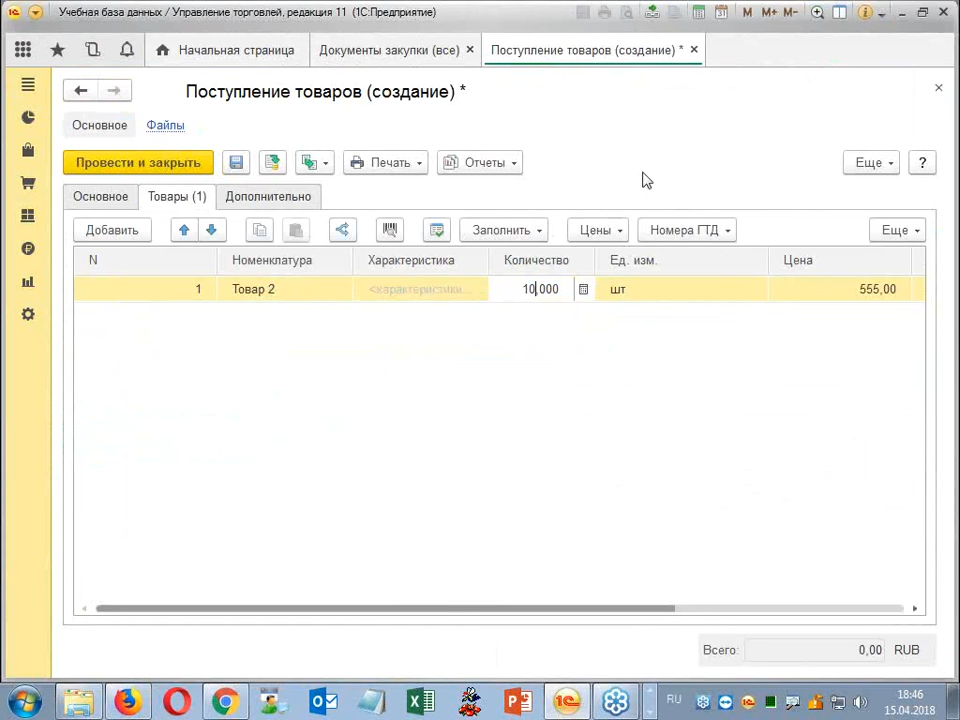 Учебная база данных / Управление торговлей, редакция 11 (1С:Предприятие)
M M+ M-
Начальная страница
Документы закупки (все)
Поступление товаров (создание) *
Поступление товаров (создание) *
Основное Файлы
Провести и закрыть Печать Отчеты Еще ?
Основное Товары (1) Дополнительно
Добавить Заполнить Цены Номера ГТД Еще
N Номенклатура Характеристика Количество Ед. изм. Цена
1 Товар 2 <характеристики... 10,000 шт 555,00
Всего: 0,00 RUB
RU
18:46
15.04.2018